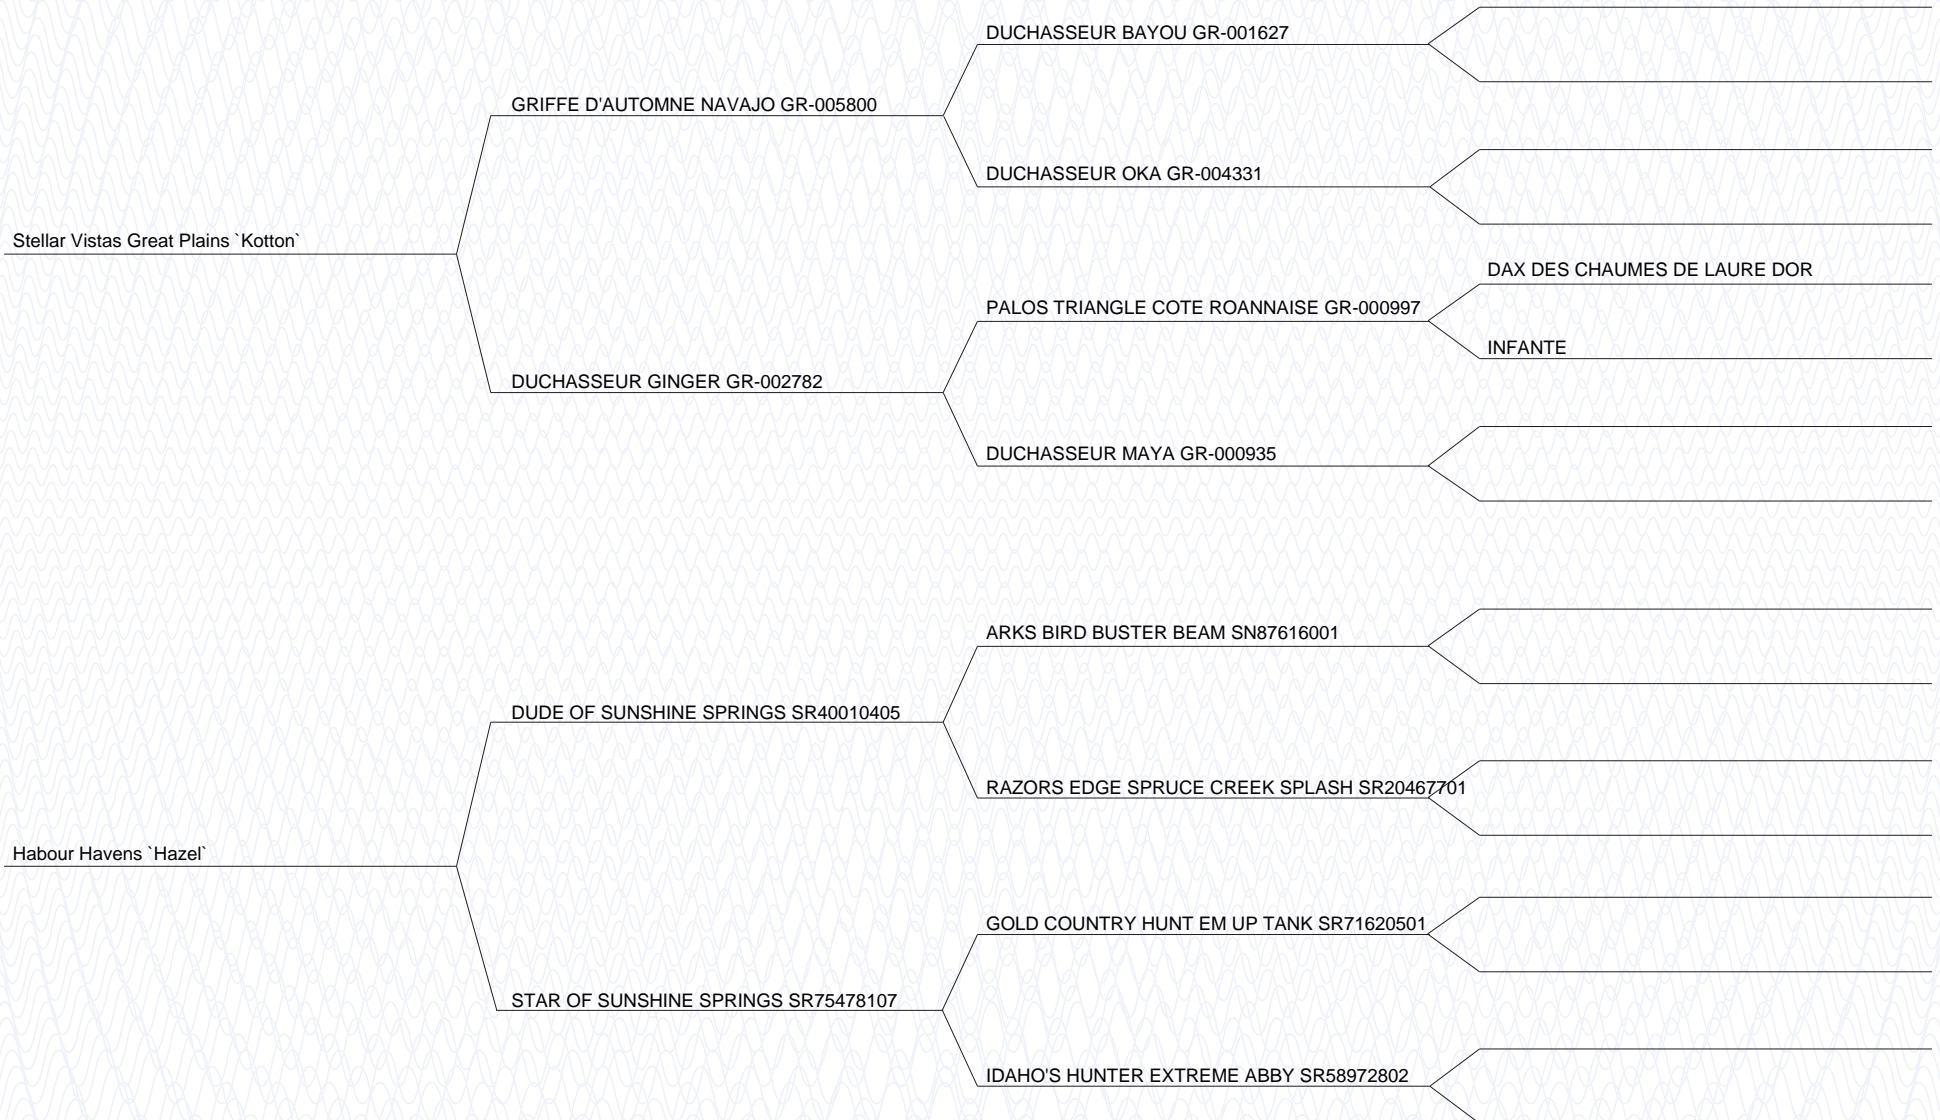 DUCHASSEUR BAYOU GR-001627
GRIFFE D'AUTOMNE NAVAJO GR-005800
DUCHASSEUR OKA GR-004331
Stellar Vistas Great Plains `Kotton`
DAX DES CHAUMES DE LAURE DOR
PALOS TRIANGLE COTE ROANNAISE GR-000997
INFANTE
DUCHASSEUR GINGER GR-002782
DUCHASSEUR MAYA GR-000935
ARKS BIRD BUSTER BEAM SN87616001
DUDE OF SUNSHINE SPRINGS SR40010405
RAZORS EDGE SPRUCE CREEK SPLASH SR20467701
Habour Havens `Hazel`
GOLD COUNTRY HUNT EM UP TANK SR71620501
STAR OF SUNSHINE SPRINGS SR75478107
IDAHO'S HUNTER EXTREME ABBY SR58972802